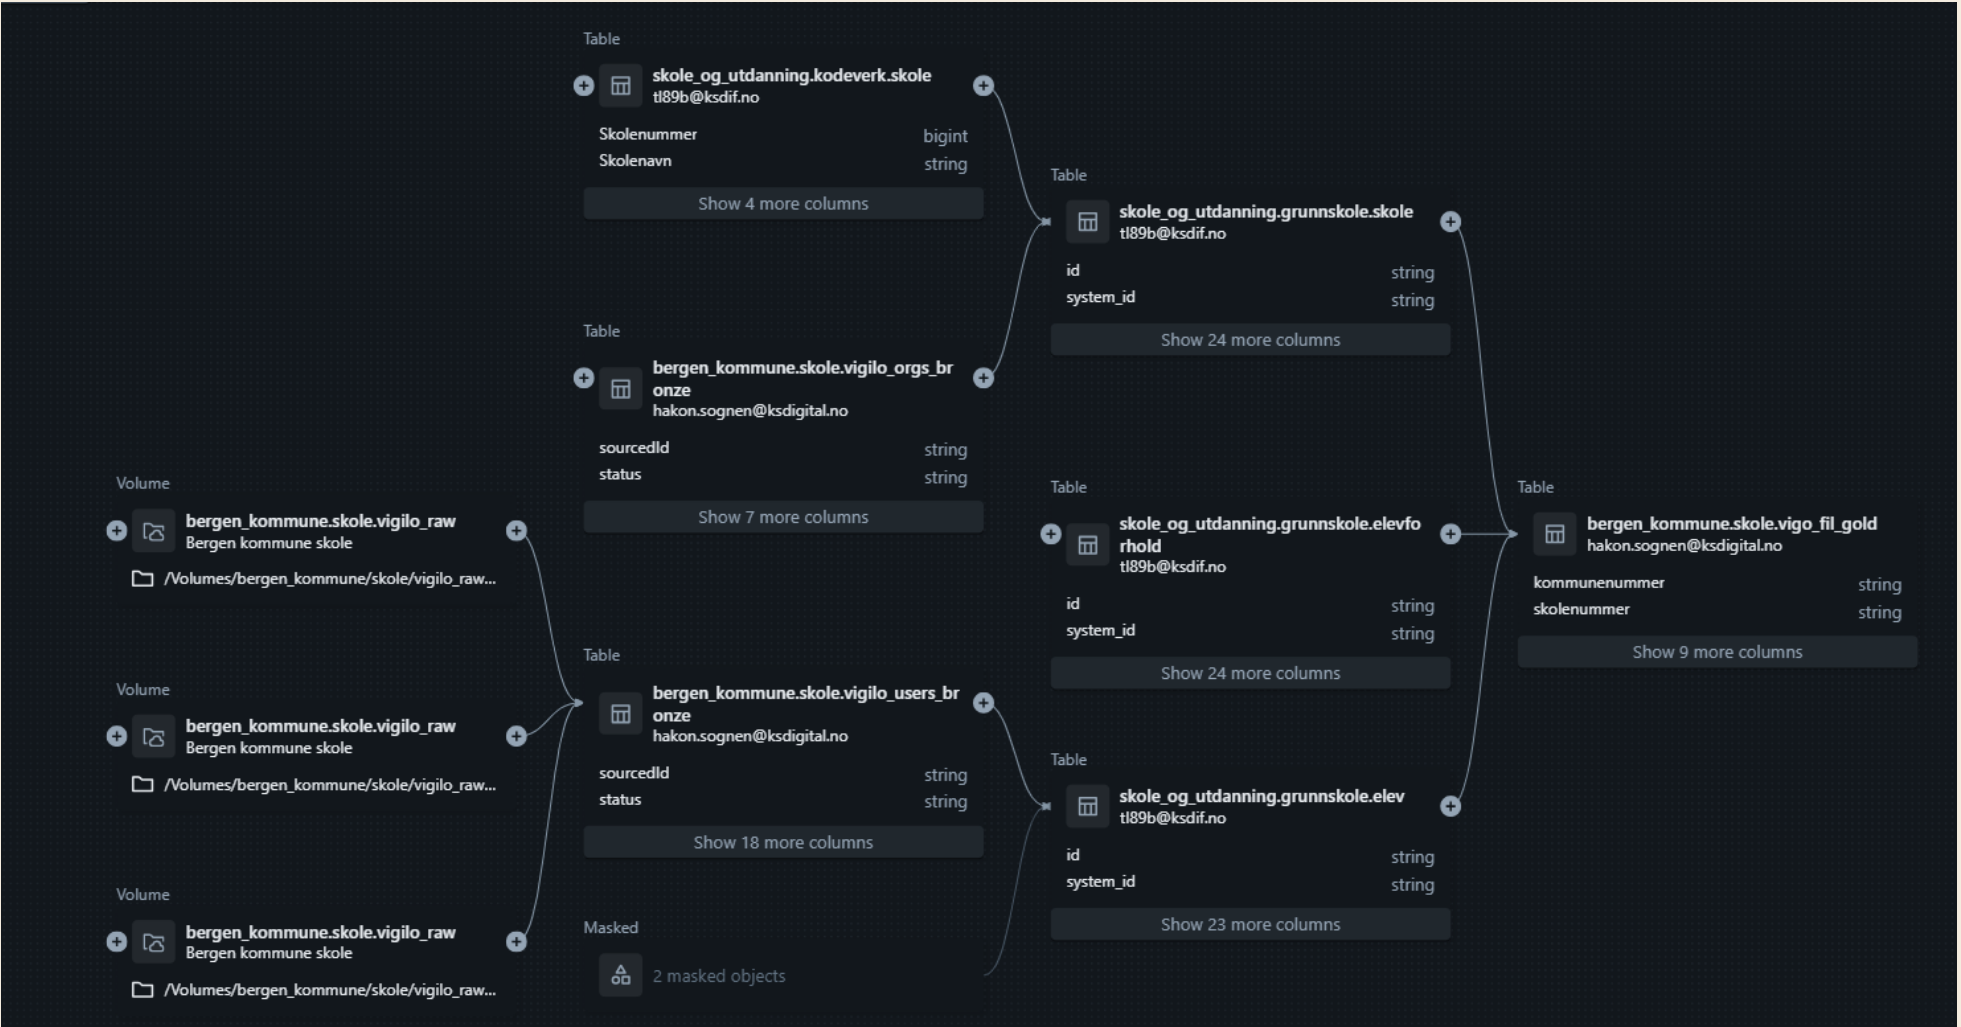 Table
skole_og_utdanning.kodeverk.skole
tl89b@ksdif.no
Skolenummer bigint
Skolenavn string
Show 4 more columns
Table
bergen_kommune.skole.vigilo_orgs_br
onze
hakon.sognen@ksdigital.no
sourcedId string
status string
Show 7 more columns
Volume
bergen_kommune.skole.vigilo_raw
Bergen kommune skole
/Volumes/bergen_kommune/skole/vigilo_raw...
Volume
bergen_kommune.skole.vigilo_raw
Bergen kommune skole
/Volumes/bergen_kommune/skole/vigilo_raw...
Volume
bergen_kommune.skole.vigilo_raw
Bergen kommune skole
/Volumes/bergen_kommune/skole/vigilo_raw...
Table
bergen_kommune.skole.vigilo_users_br
onze
hakon.sognen@ksdigital.no
sourcedId string
status string
Show 18 more columns
Masked
2 masked objects
Table
skole_og_utdanning.grunnskole.skole
tl89b@ksdif.no
id string
system_id string
Show 24 more columns
Table
skole_og_utdanning.grunnskole.elevfo
rhold
tl89b@ksdif.no
id string
system_id string
Show 24 more columns
Table
skole_og_utdanning.grunnskole.elev
tl89b@ksdif.no
id string
system_id string
Show 23 more columns
Table
bergen_kommune.skole.vigo_fil_gold
hakon.sognen@ksdigital.no
kommunenummer string
skolenummer string
Show 9 more columns